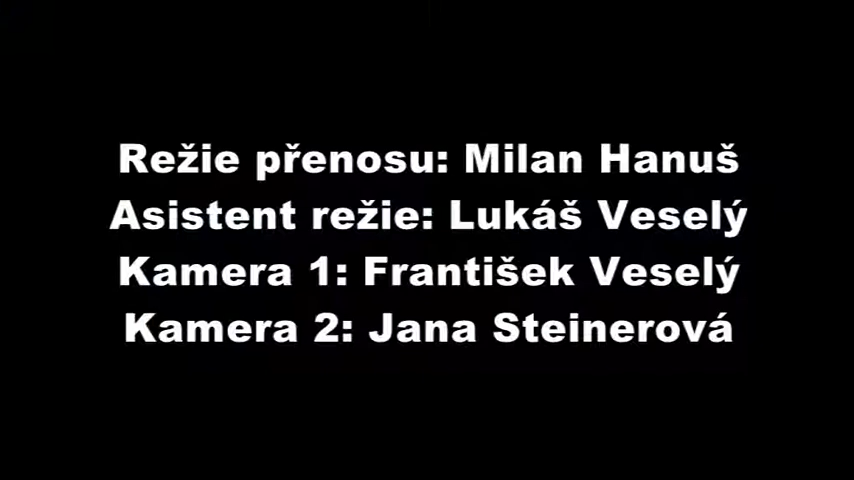 Režie přenosu: Milan Hanuš
Asistent režie: Lukáš Veselý
Kamera 1: František Veselý
Kamera 2: Jana Steinerová